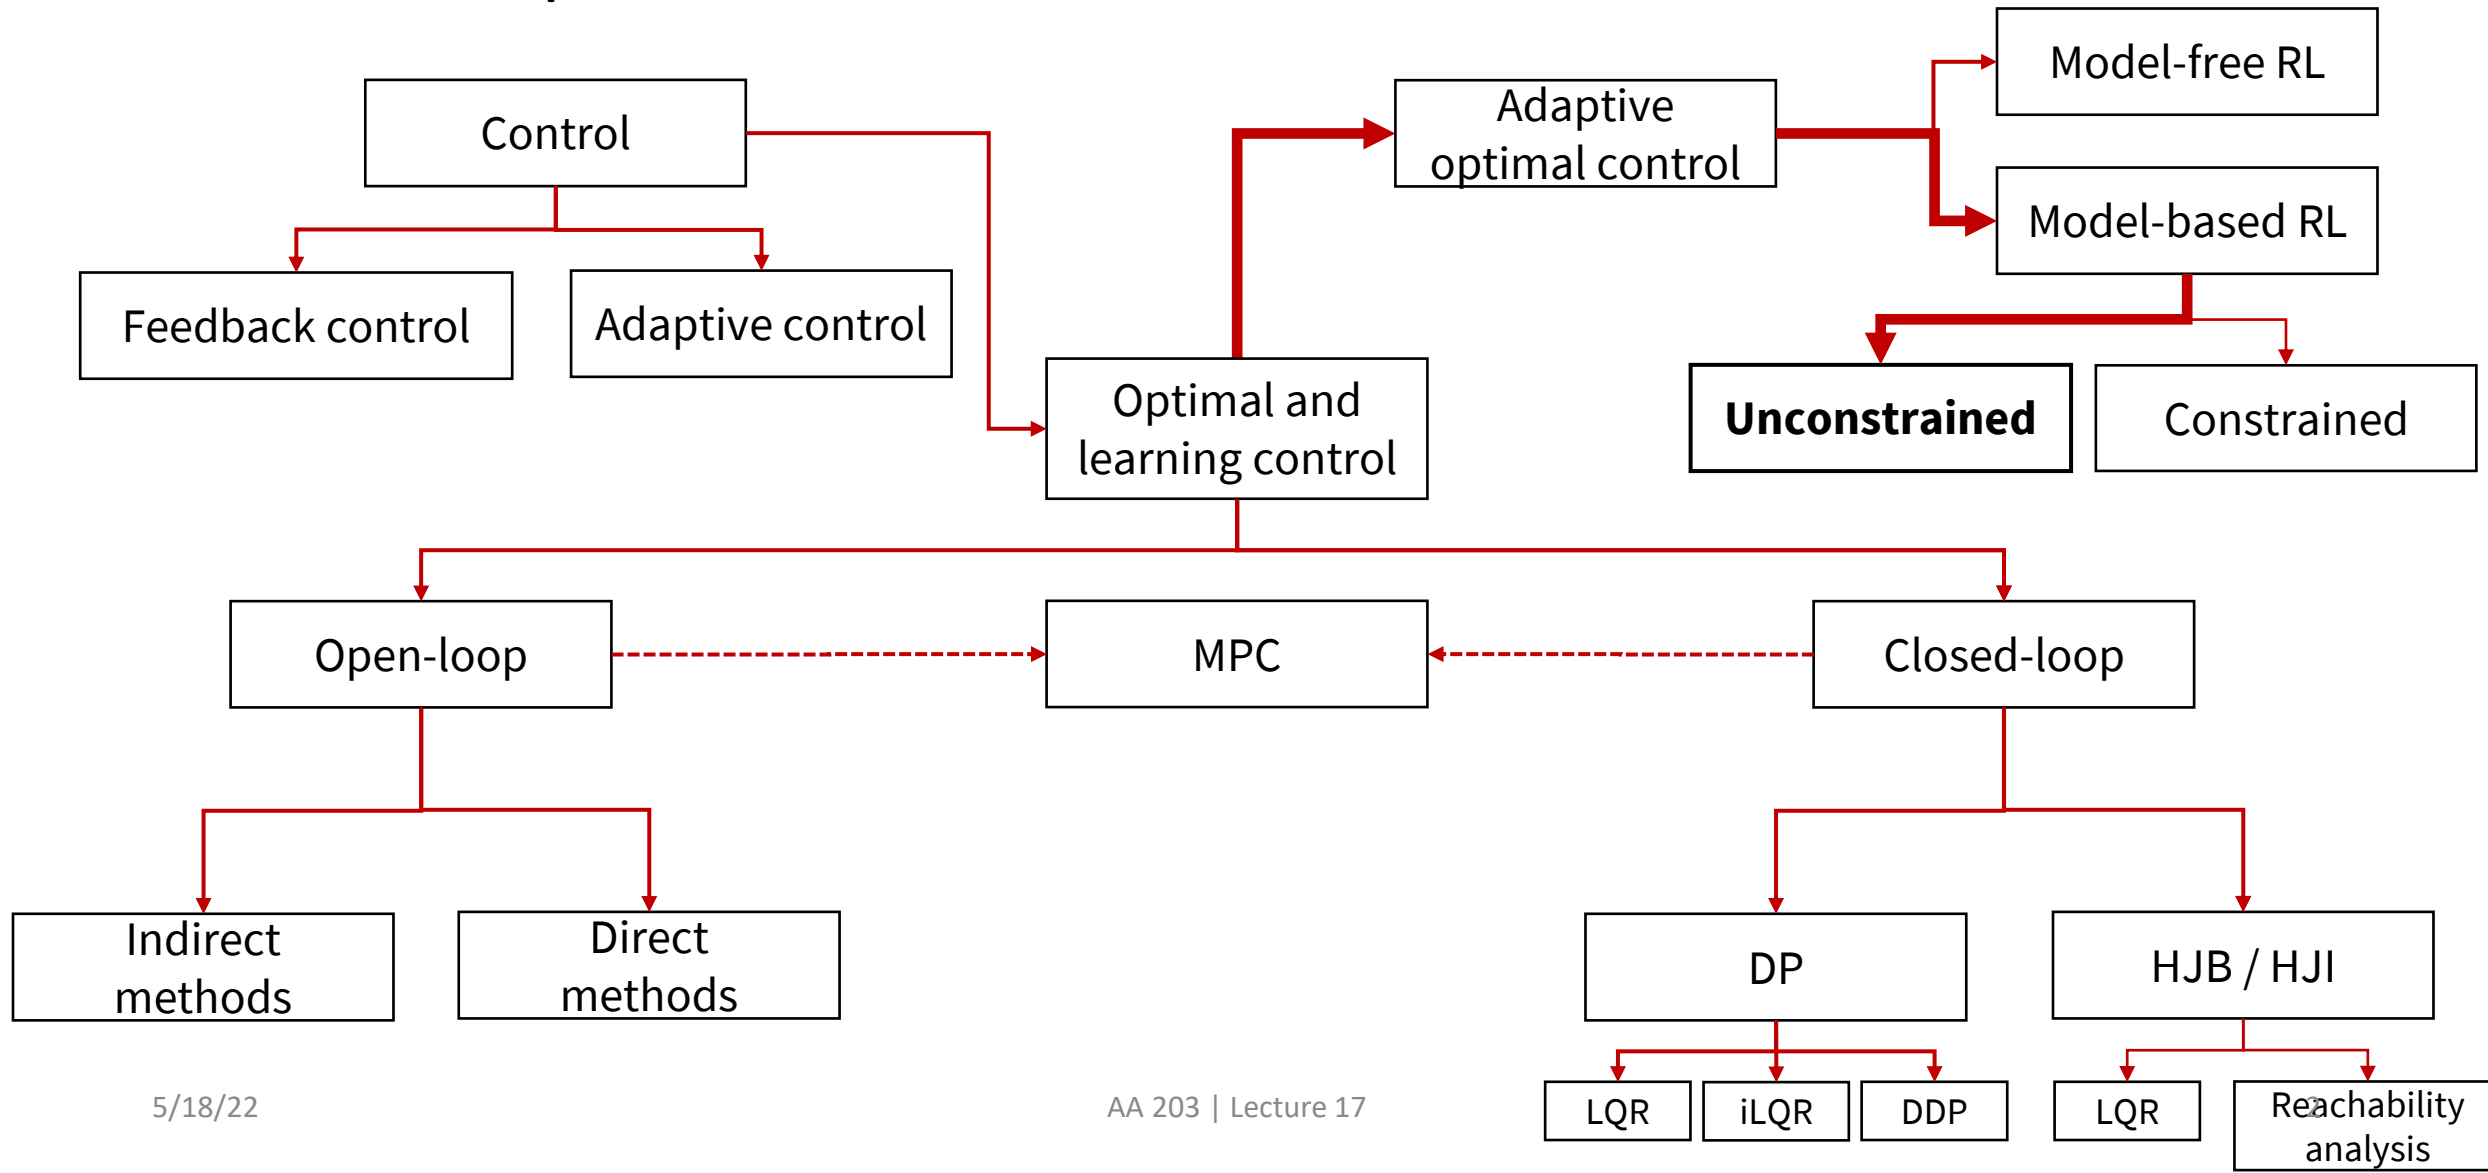 Model-free RL
Control
Adaptive
optimal control
Model-based RL
Feedback control
Adaptive control
Optimal and
learning control
Unconstrained
Constrained
Open-loop
MPC
Closed-loop
Indirect
methods
Direct
methods
DP
HJB / HJI
LQR
iLQR
DDP
LQR
Reachability
analysis
5/18/22
AA 203 | Lecture 17
2